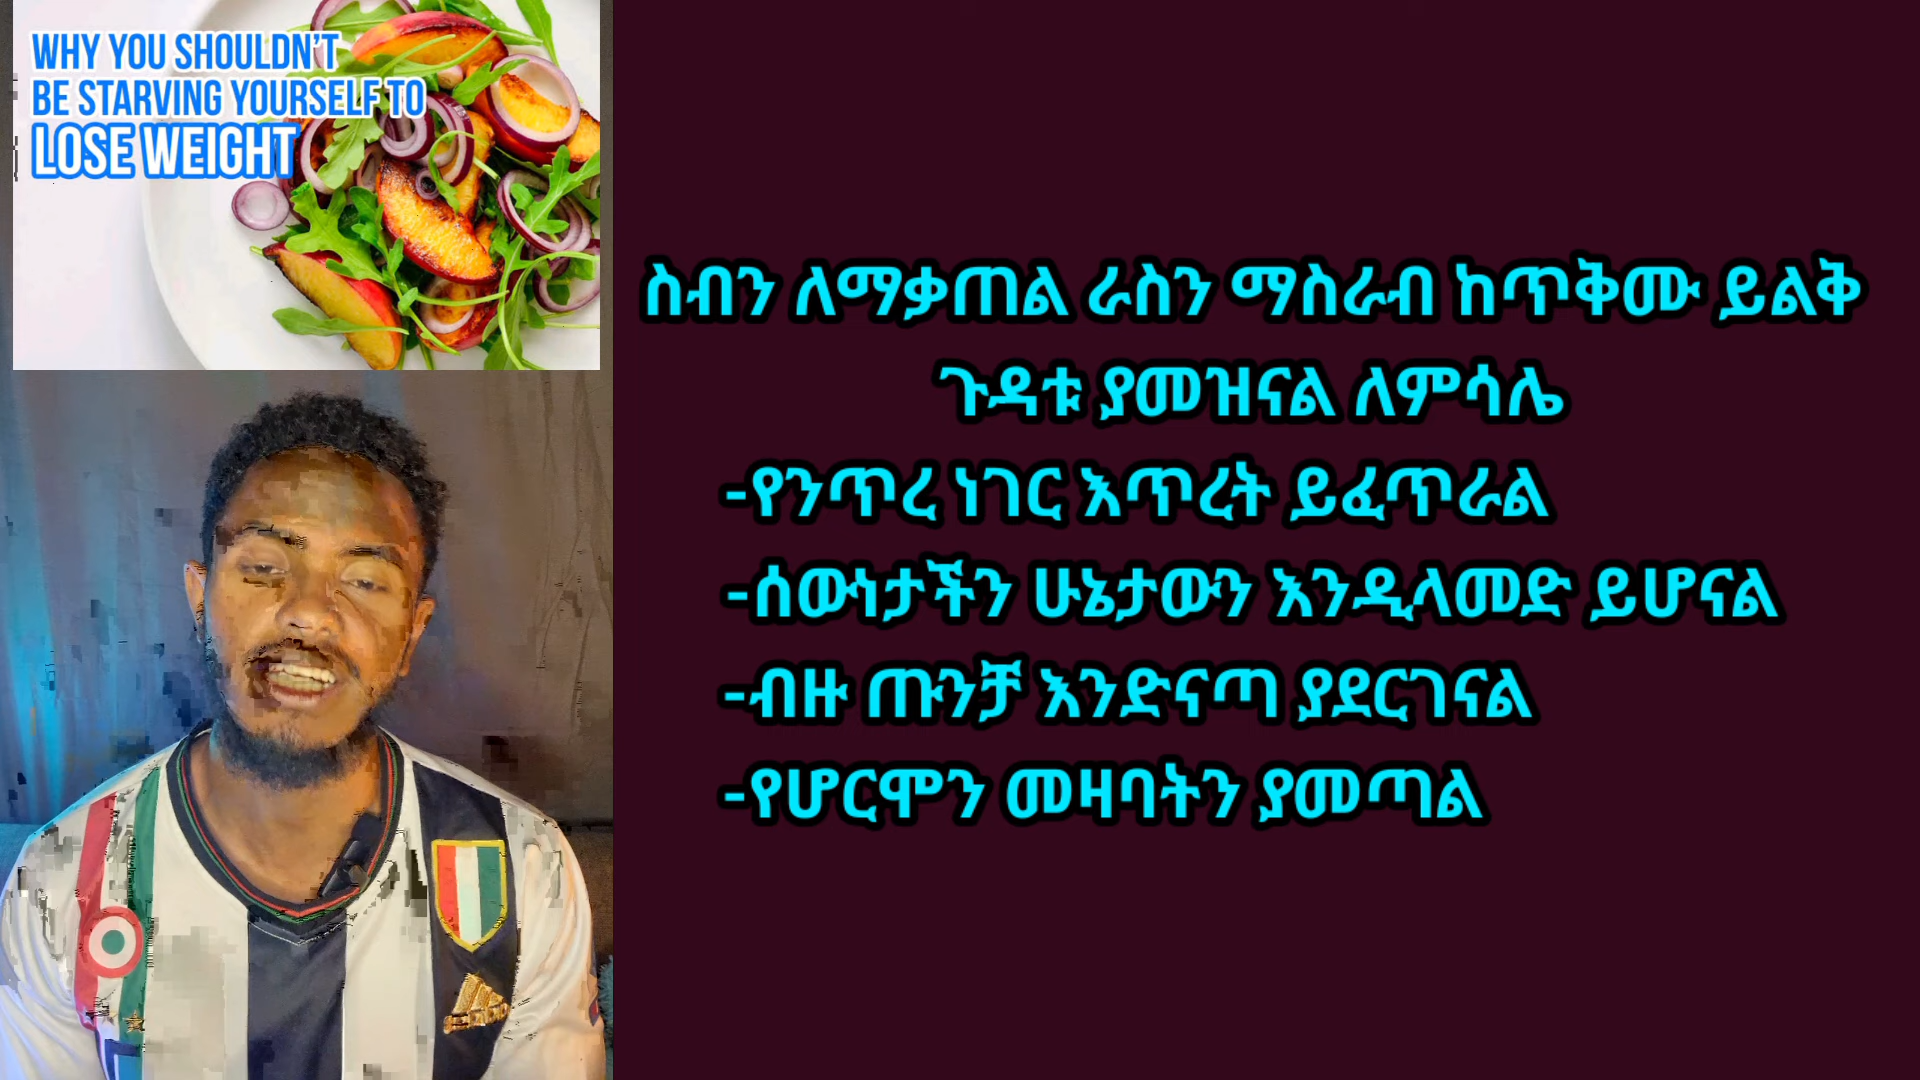 WHY YOU SHOULDN'T
BE STARVING YOURSELF TO
LOSE WEIGHT
ስብን ለማቃጠል ራስን ማስራብ ከጥቅሙ ይልቅ
ጉዳቱ ያመዝናል ለምሳሌ
-የንጥረ ነገር እጥረት ይፈጥራል
-ሰውነታችን ሁኔታውን እንዲላመድ ይሆናል
-ብዙ ጡንቻ እንድናጣ ያደርገናል
-የሆርሞን መዛባትን ያመጣል